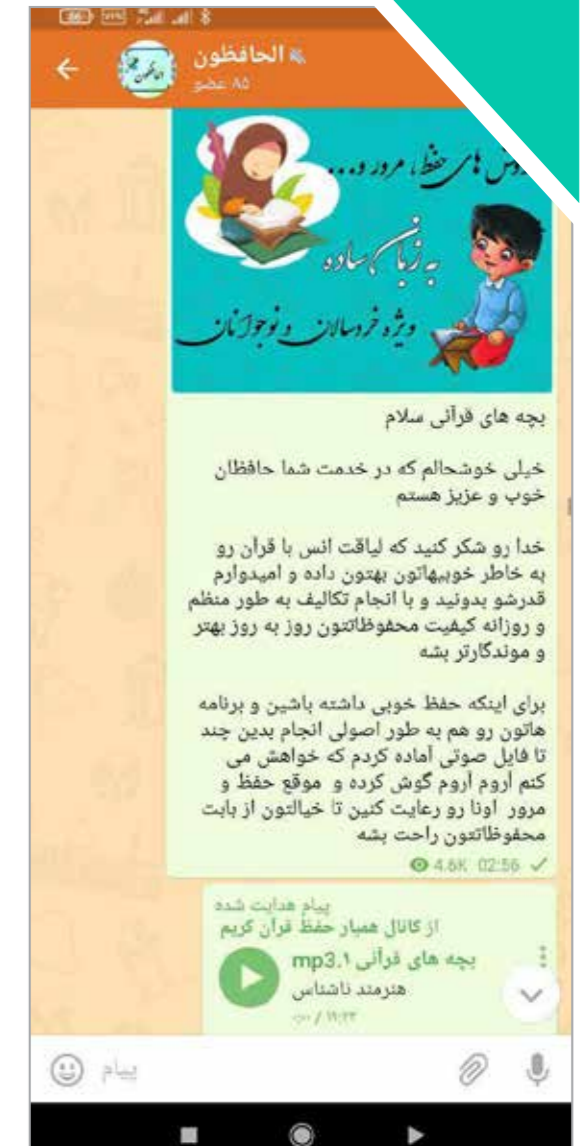 الحافظون
۸۵ عضو
حفظ، مرور و...
به زبان ساده
ویژه خردسالان و نوجوانان
بچه های قرآنی سلام
خیلی خوشحالم که در خدمت شما حافظان
خوب و عزیز هستم
خدا رو شکر کنید که لیاقت انس با قرآن رو
به خاطر خوبیهاتون بهتون داده و امیدوارم
قدرشو بدونید و با انجام تکالیف به طور منظم
و روزانه کیفیت محفوظاتتون روز به روز بهتر
و موندگارتر بشه
برای اینکه حفظ خوبی داشته باشین و برنامه
هاتون رو هم به طور اصولی انجام بدین چند
تا فایل صوتی آماده کردم که خواهش می
کنم آروم آروم گوش کرده و موقع حفظ و
مرور اونا رو رعایت کنین تا خیالتون از بابت
محفوظاتتون راحت بشه
4.6K 02:56
پیام هدایت شده
از کانال همیار حفظ قرآن کریم
بچه های قرآنی ۱.mp3
هنرمند ناشناس
پیام